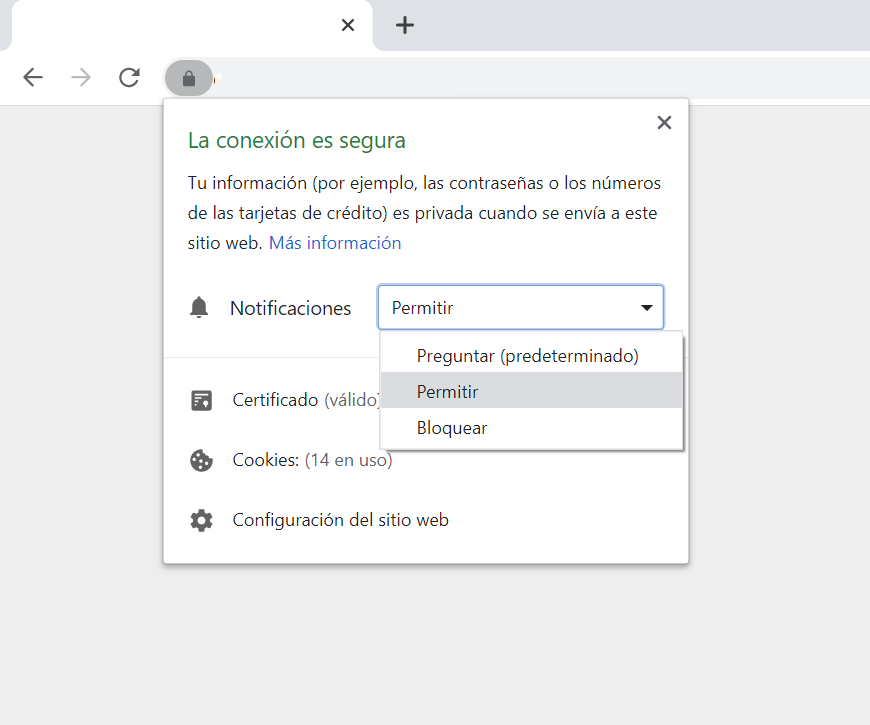 La conexión es segura
Tu información (por ejemplo, las contraseñas o los números
de las tarjetas de crédito) es privada cuando se envía a este
sitio web. Más información
Notificaciones Permitir
Preguntar (predeterminado)
Permitir
Bloquear
Certificado (válido)
Cookies: (14 en uso)
Configuración del sitio web